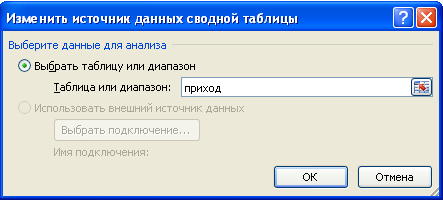 Изменить источник данных сводной таблицы
Выберите данные для анализа
Выбрать таблицу или диапазон
Таблица или диапазон: приход
Использовать внешний источник данных
Выбрать подключение...
Имя подключения:
ОК Отмена